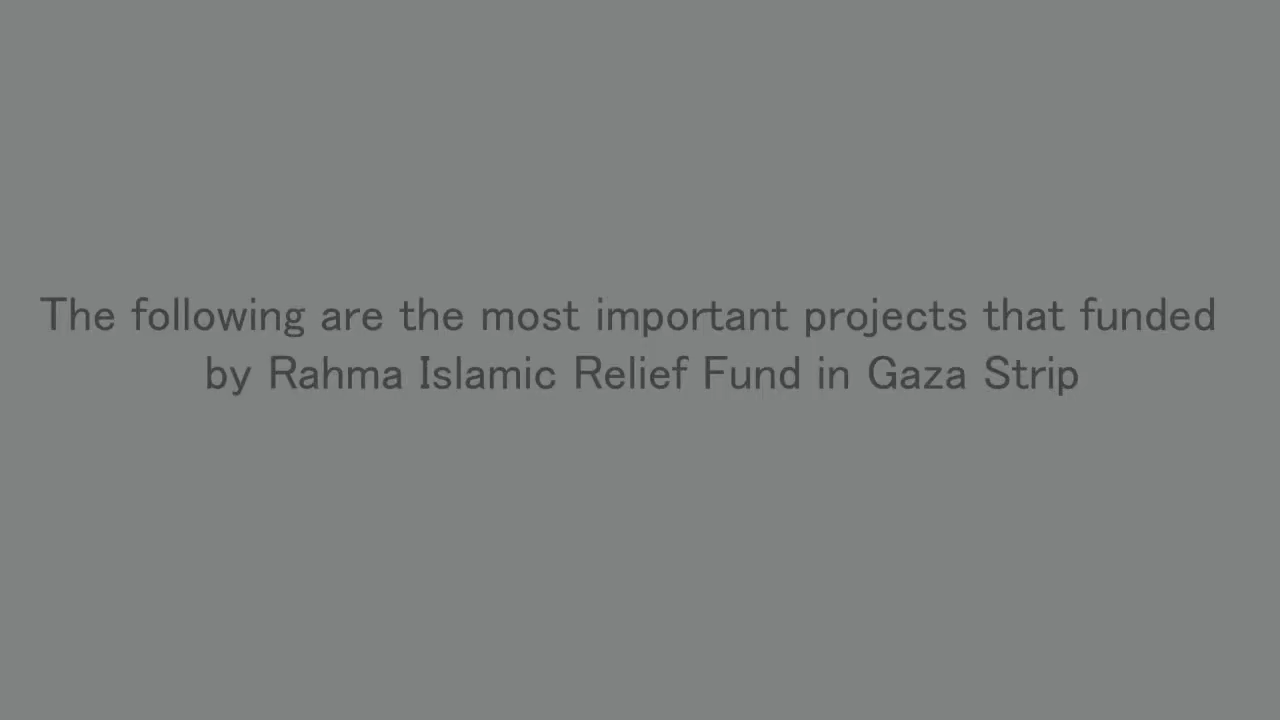 The following are the most important projects that funded
by Rahma Islamic Relief Fund in Gaza Strip